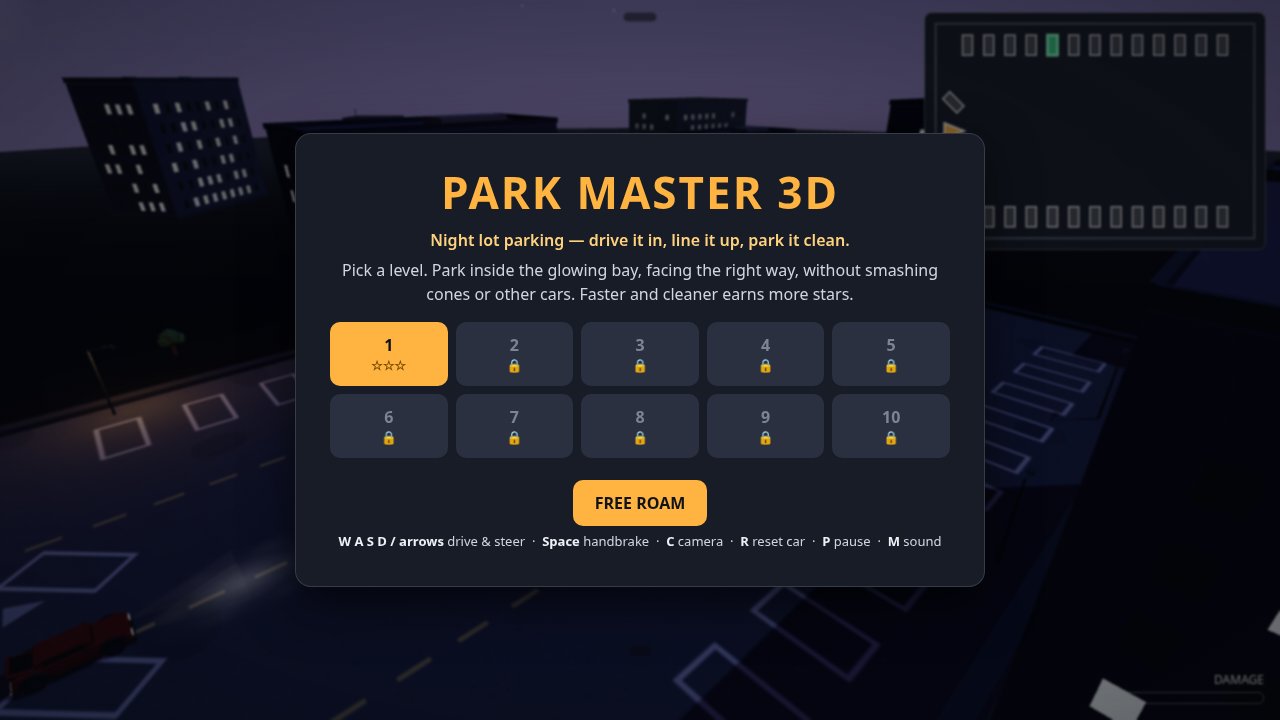 PARK MASTER 3D
Night lot parking — drive it in, line it up, park it clean.
Pick a level. Park inside the glowing bay, facing the right way, without smashing
cones or other cars. Faster and cleaner earns more stars.
1 2 3 4 5
☆☆☆ 🔒 🔒 🔒 🔒
6 7 8 9 10
🔒 🔒 🔒 🔒 🔒
FREE ROAM
W A S D / arrows drive & steer · Space handbrake · C camera · R reset car · P pause · M sound
DAMAGE